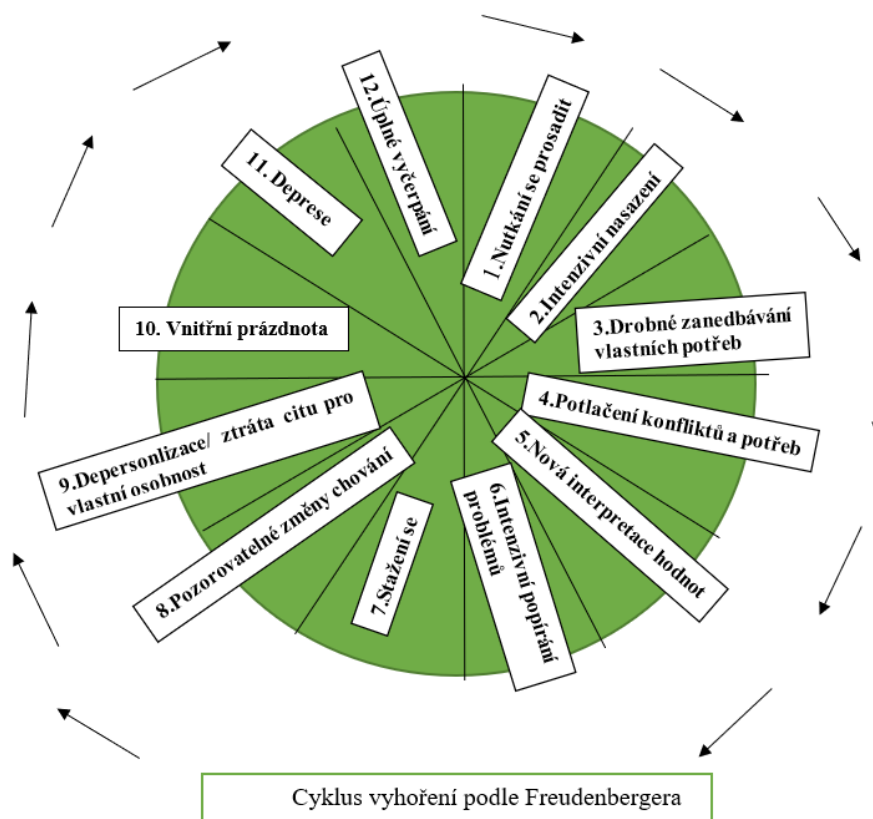 1.Nutkání se prosadit
2.Intenzivní nasazení
3.Drobné zanedbávání
vlastních potřeb
4.Potlačení konfliktů a potřeb
5.Nová interpretace hodnot
6.Intenzivní popírání
problémů
7.Stažení se
8.Pozorovatelné změny chování
9.Depersonlizace/ ztráta citu pro
vlastní osobnost
10. Vnitřní prázdnota
11. Deprese
12.Úplné
vyčerpání
Cyklus vyhoření podle Freudenbergera